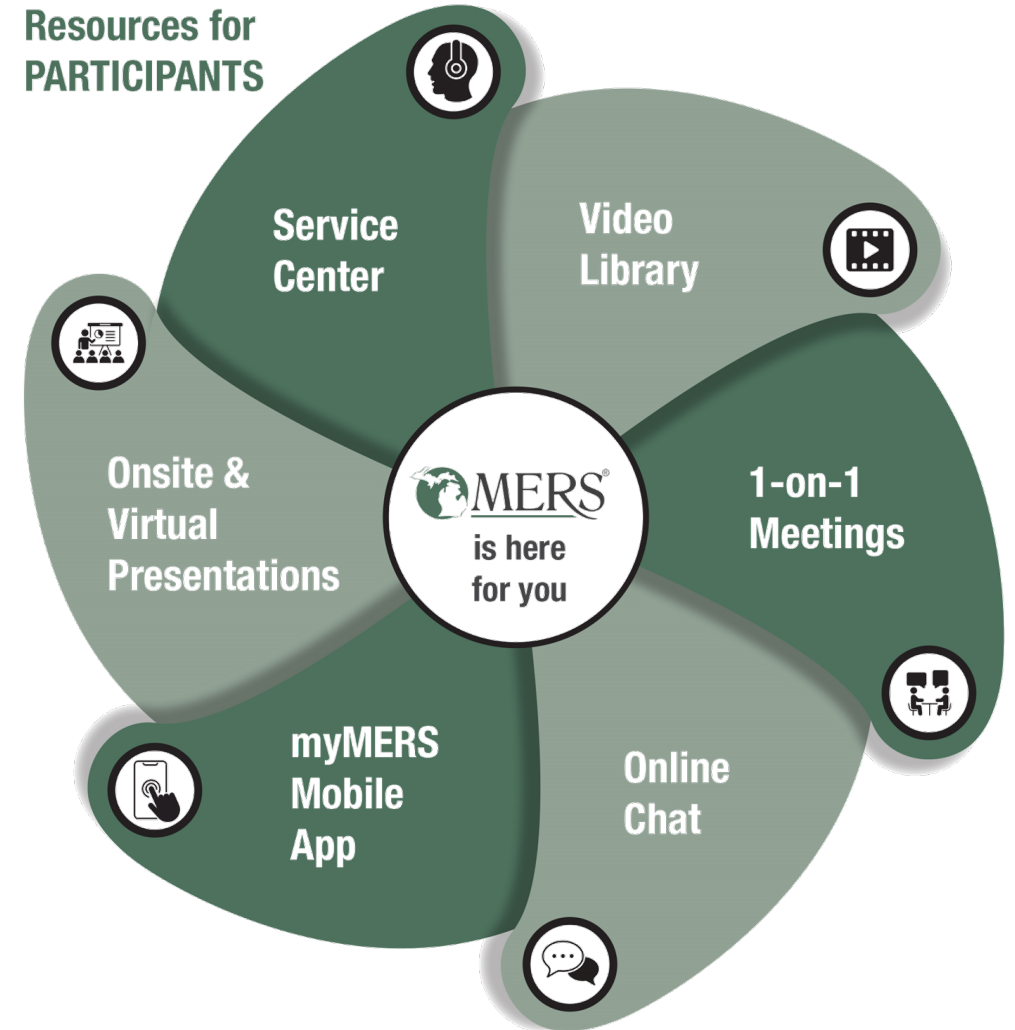 Resources for
PARTICIPANTS
Service
Center
Video
Library
1-on-1
Meetings
Online
Chat
myMERS
Mobile
App
Onsite &
Virtual
Presentations
MERS®
is here
for you